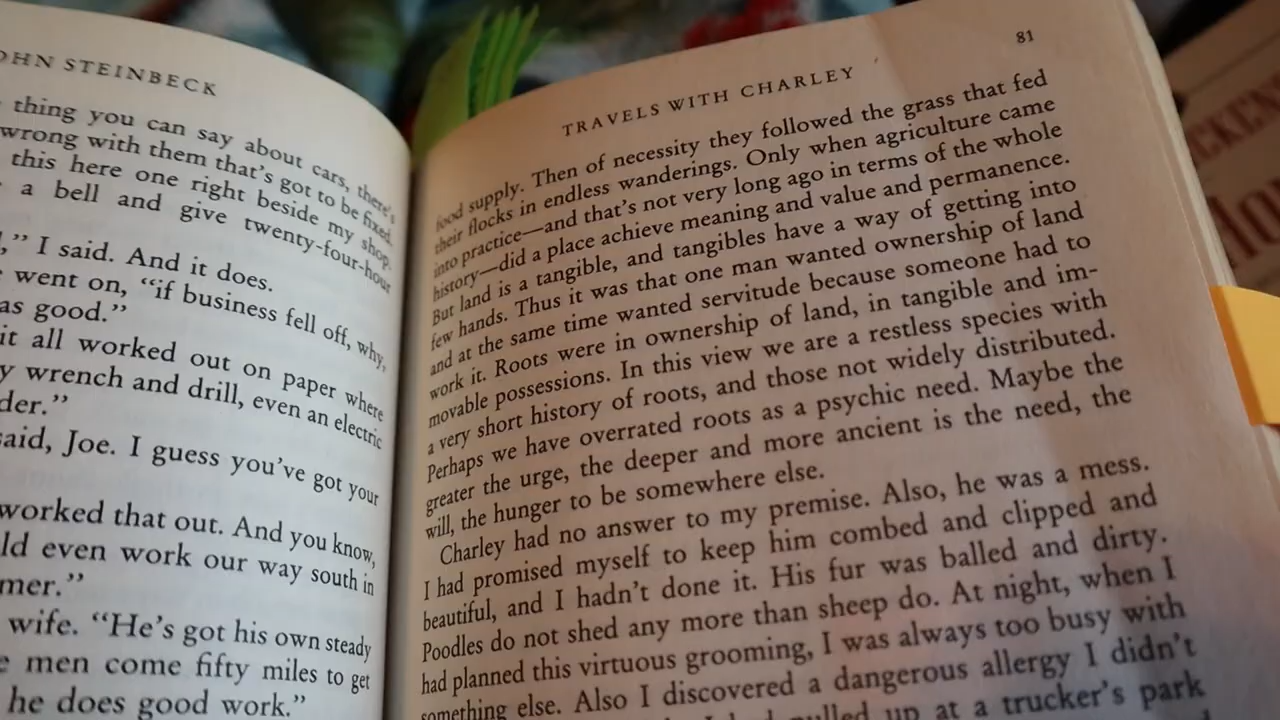 OHN STEINBECK
thing you can say about cars, there's
wrong with them that's got to be fixed.
this here one right beside my shop.
a bell and give twenty-four-hour
," I said. And it does.
went on, "if business fell off, why,
as good."
it all worked out on paper where
y wrench and drill, even an electric
der."
said, Joe. I guess you've got your
worked that out. And you know,
ld even work our way south in
mer."
wife. "He's got his own steady
e men come fifty miles to get
he does good work."
81
TRAVELS WITH CHARLEY
food supply. Then of necessity they followed the grass that fed
their flocks in endless wanderings. Only when agriculture came
into practice—and that's not very long ago in terms of the whole
history—did a place achieve meaning and value and permanence.
But land is a tangible, and tangibles have a way of getting into
few hands. Thus it was that one man wanted ownership of land
and at the same time wanted servitude because someone had to
work it. Roots were in ownership of land, in tangible and im-
movable possessions. In this view we are a restless species with
a very short history of roots, and those not widely distributed.
Perhaps we have overrated roots as a psychic need. Maybe the
greater the urge, the deeper and more ancient is the need, the
will, the hunger to be somewhere else.
Charley had no answer to my premise. Also, he was a mess.
I had promised myself to keep him combed and clipped and
beautiful, and I hadn't done it. His fur was balled and dirty.
Poodles do not shed any more than sheep do. At night, when I
had planned this virtuous grooming, I was always too busy with
something else. Also I discovered a dangerous allergy I didn't
pulled up at a trucker's park